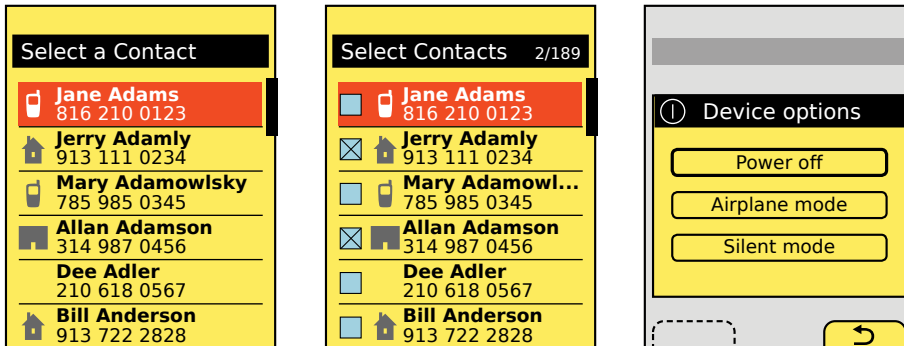 Select a Contact
Jane Adams
816 210 0123
Jerry Adamly
913 111 0234
Mary Adamowlsky
785 985 0345
Allan Adamson
314 987 0456
Dee Adler
210 618 0567
Bill Anderson
913 722 2828
Select Contacts 2/189
Jane Adams
816 210 0123
Jerry Adamly
913 111 0234
Mary Adamowl...
785 985 0345
Allan Adamson
314 987 0456
Dee Adler
210 618 0567
Bill Anderson
913 722 2828
Device options
Power off
Airplane mode
Silent mode